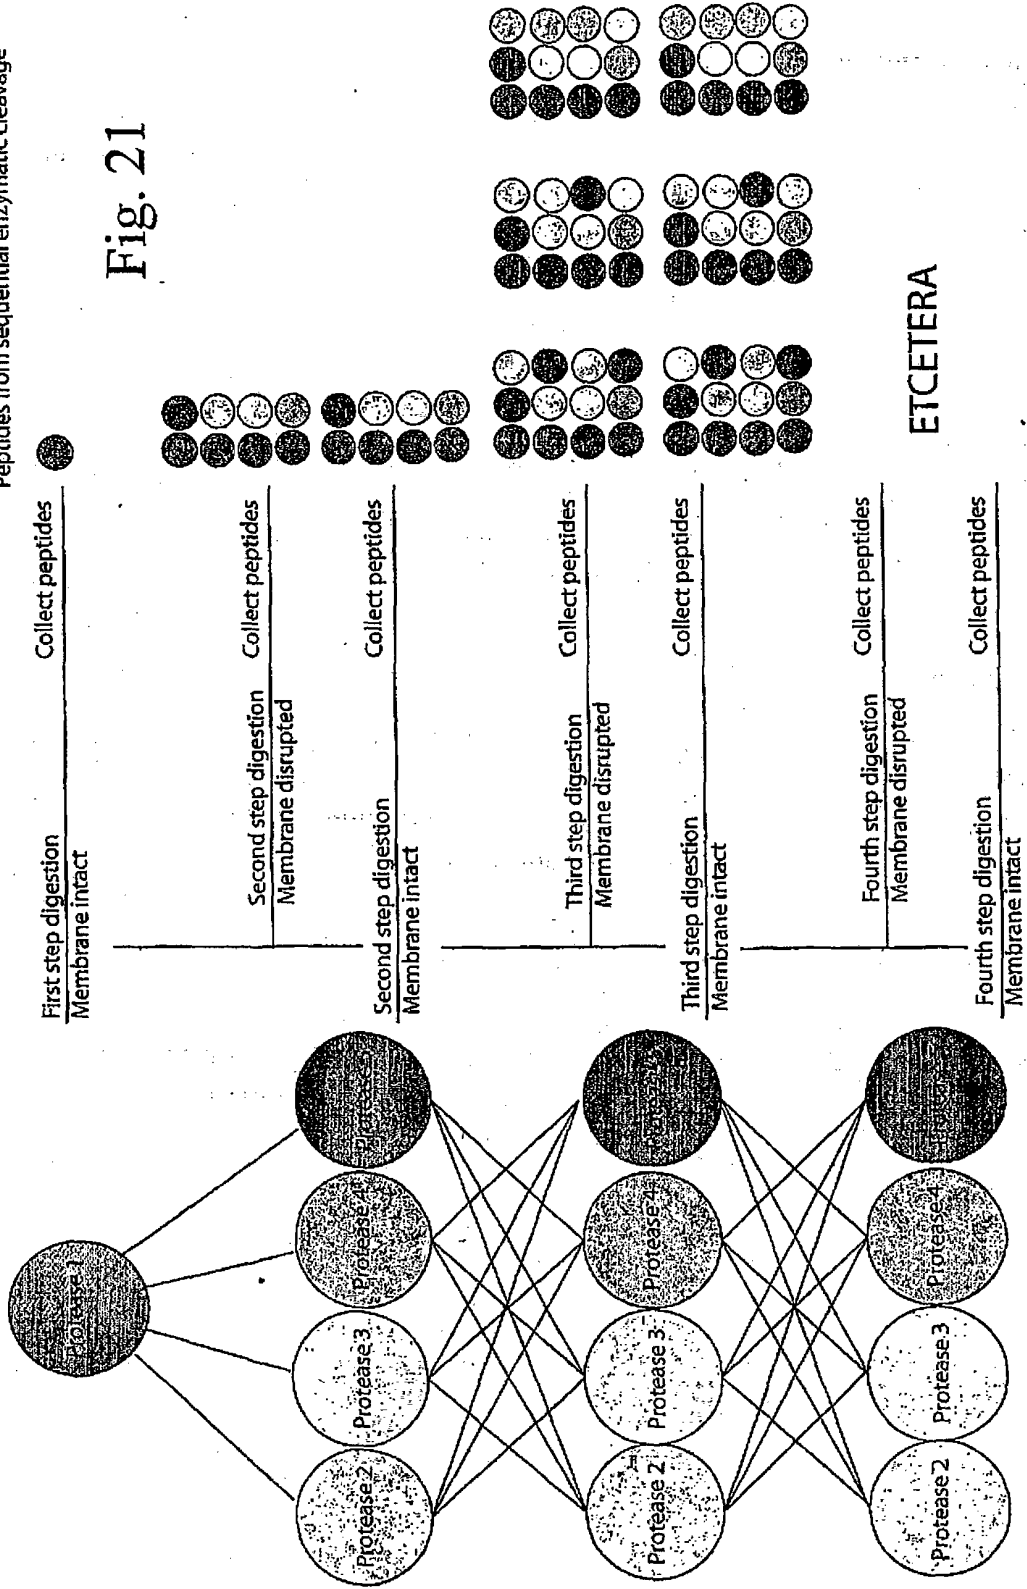 Peptides from sequential enzymatic cleavage
Fig. 21
Protease 1
First step digestion
Membrane intact
Collect peptides
Second step digestion
Membrane disrupted
Collect peptides
Protease 2
Protease 3
Protease 4
Protease 5
Second step digestion
Membrane intact
Collect peptides
Third step digestion
Membrane disrupted
Collect peptides
Protease 2
Protease 3
Protease 4
Third step digestion
Membrane intact
Collect peptides
Fourth step digestion
Membrane disrupted
Collect peptides
Protease 2
Protease 3
Protease 4
Fourth step digestion
Membrane intact
Collect peptides
ETCETERA